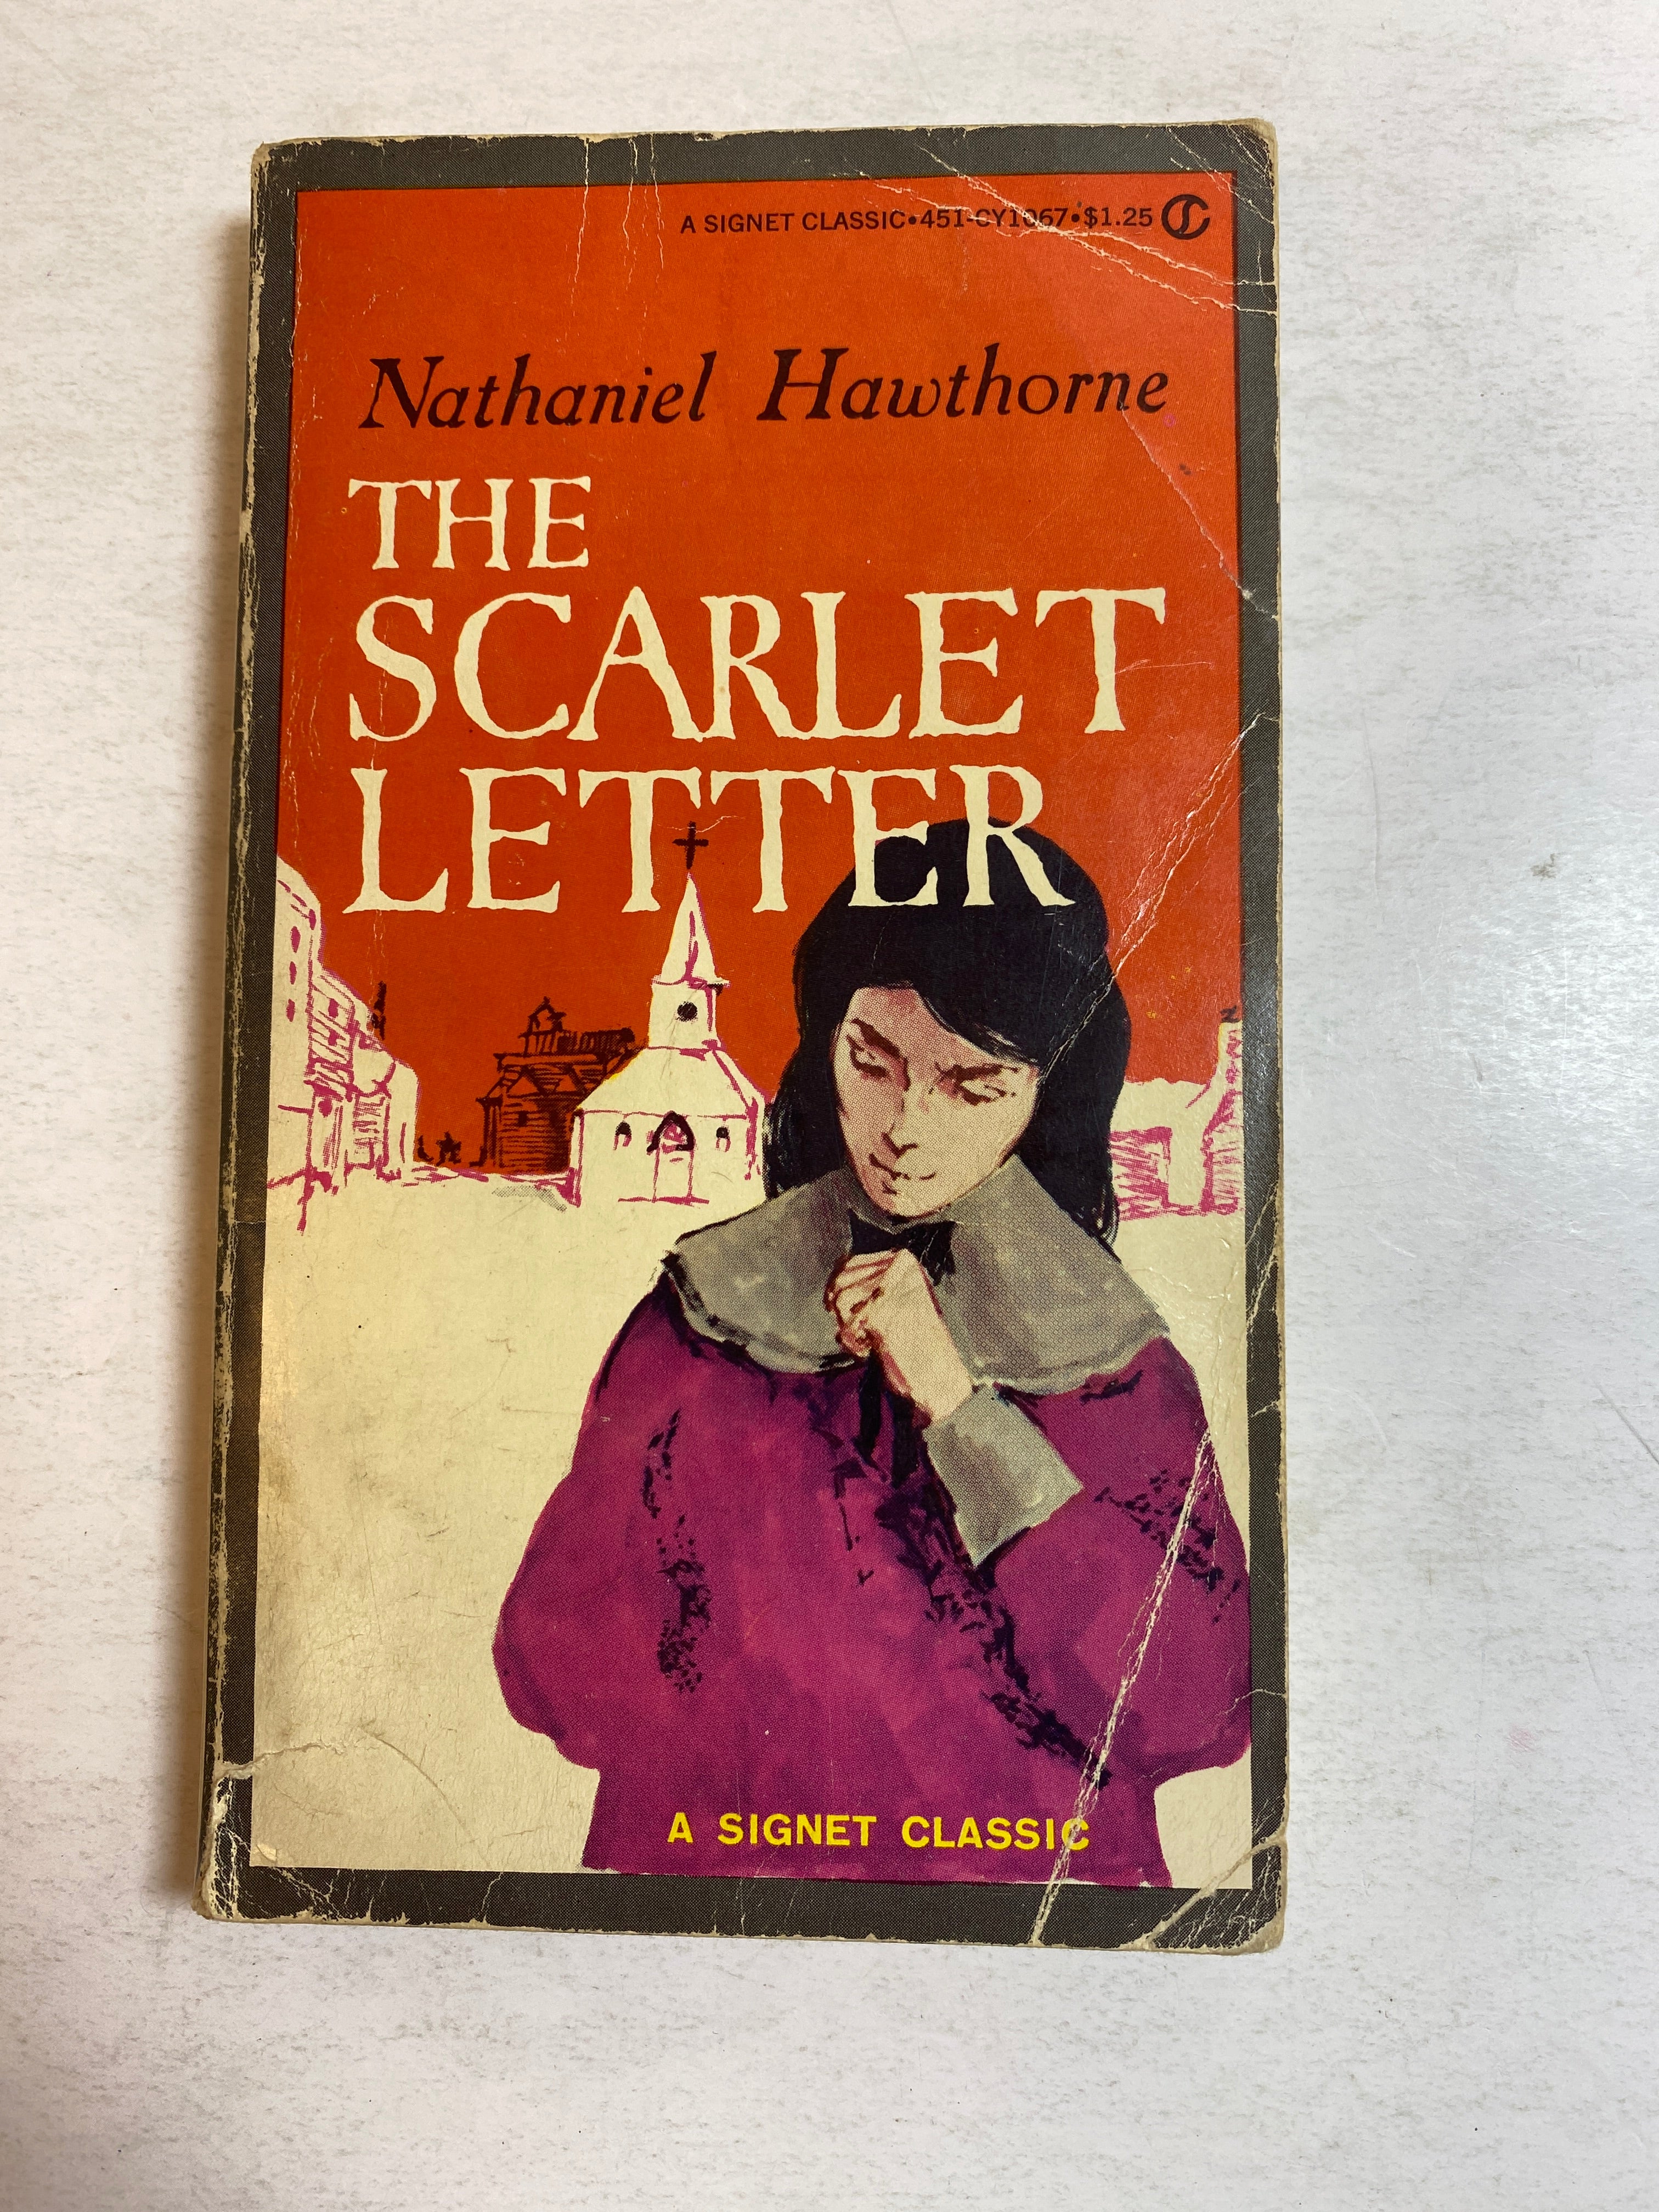 A SIGNET CLASSIC•451-CY1067•$1.25
Nathaniel Hawthorne
THE
SCARLET
LETTER
A SIGNET CLASSIC